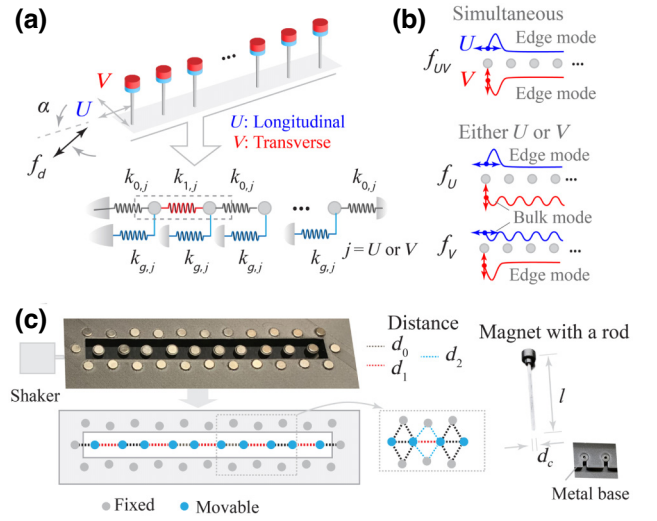 (a)
V
U
α
f_d
U: Longitudinal
V: Transverse
k_{0,j} k_{1,j} k_{0,j} ••• k_{0,j}
k_{g,j} k_{g,j} k_{g,j} k_{g,j}
j = U or V
(b)
Simultaneous
U Edge mode
f_{UV} •••
V Edge mode
Either U or V
Edge mode
f_U •••
Bulk mode
f_V •••
Edge mode
(c)
Shaker
Distance
d_0 d_2
d_1
Fixed Movable
Magnet with a rod
l
d_c
Metal base